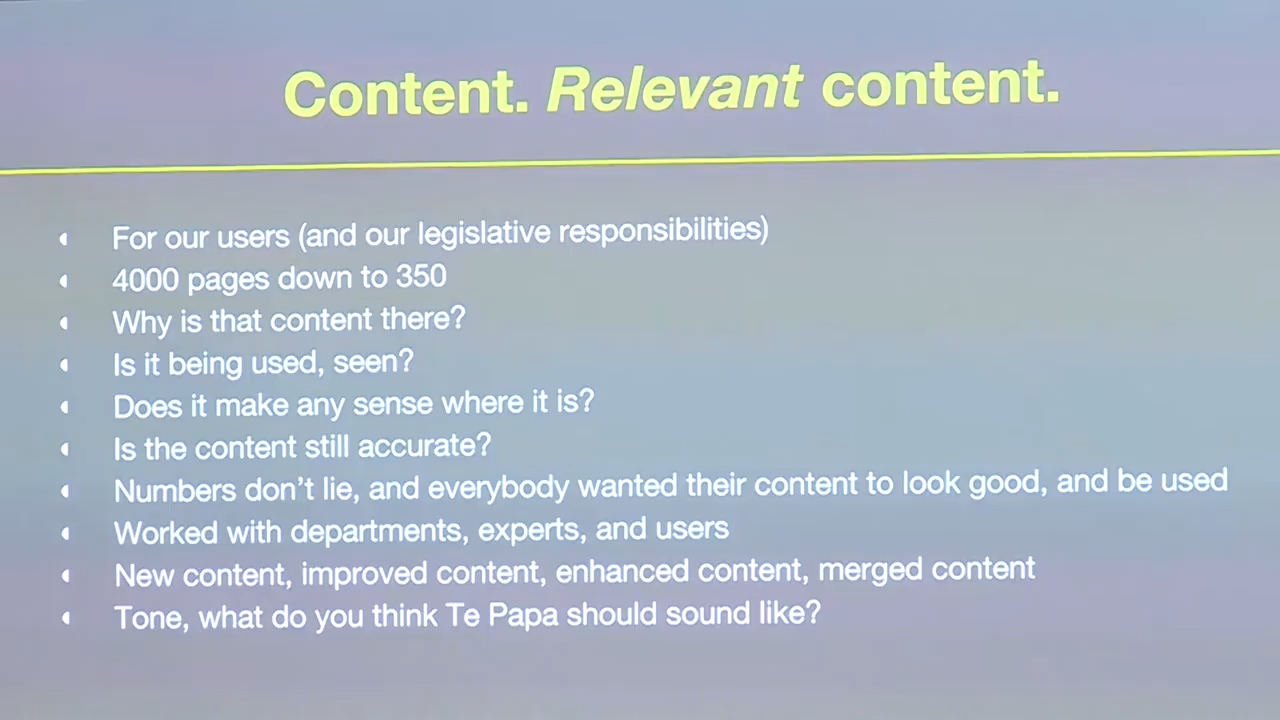 Content. Relevant content.
For our users (and our legislative responsibilities)
4000 pages down to 350
Why is that content there?
Is it being used, seen?
Does it make any sense where it is?
Is the content still accurate?
Numbers don't lie, and everybody wanted their content to look good, and be used
Worked with departments, experts, and users
New content, improved content, enhanced content, merged content
Tone, what do you think Te Papa should sound like?